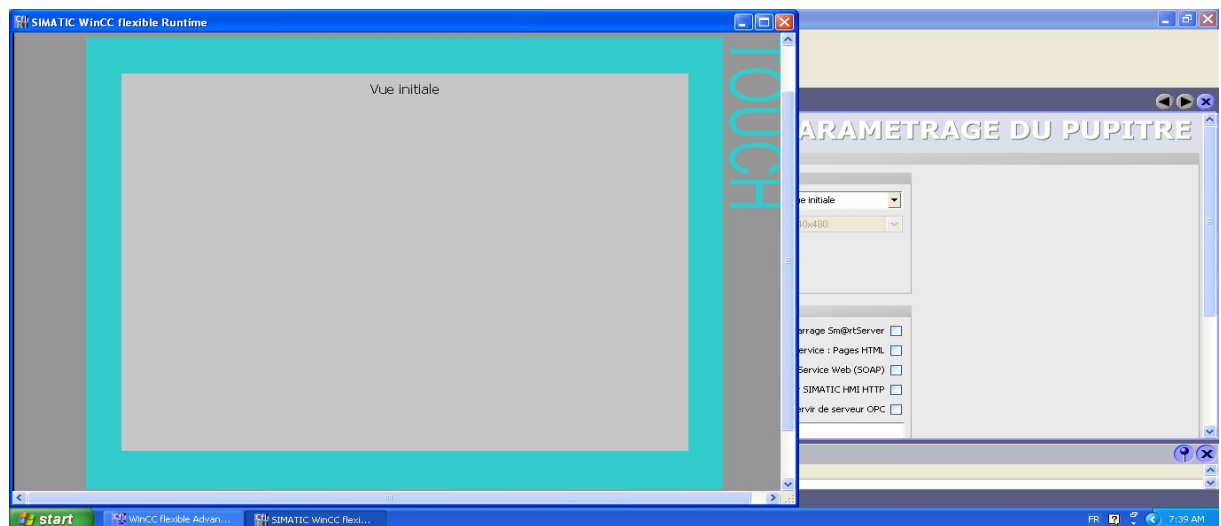 SIMATIC WinCC flexible Runtime
Vue initiale
TOUCH
ARAMETRAGE DU PUPITRE
ue initiale
40x480
arrage Sm@rtServer
ervice : Pages HTML
Service Web (SOAP)
SIMATIC HMI HTTP
ervir de serveur OPC
start
WinCC flexible Advan...
SIMATIC WinCC flexi...
FR
7:39 AM